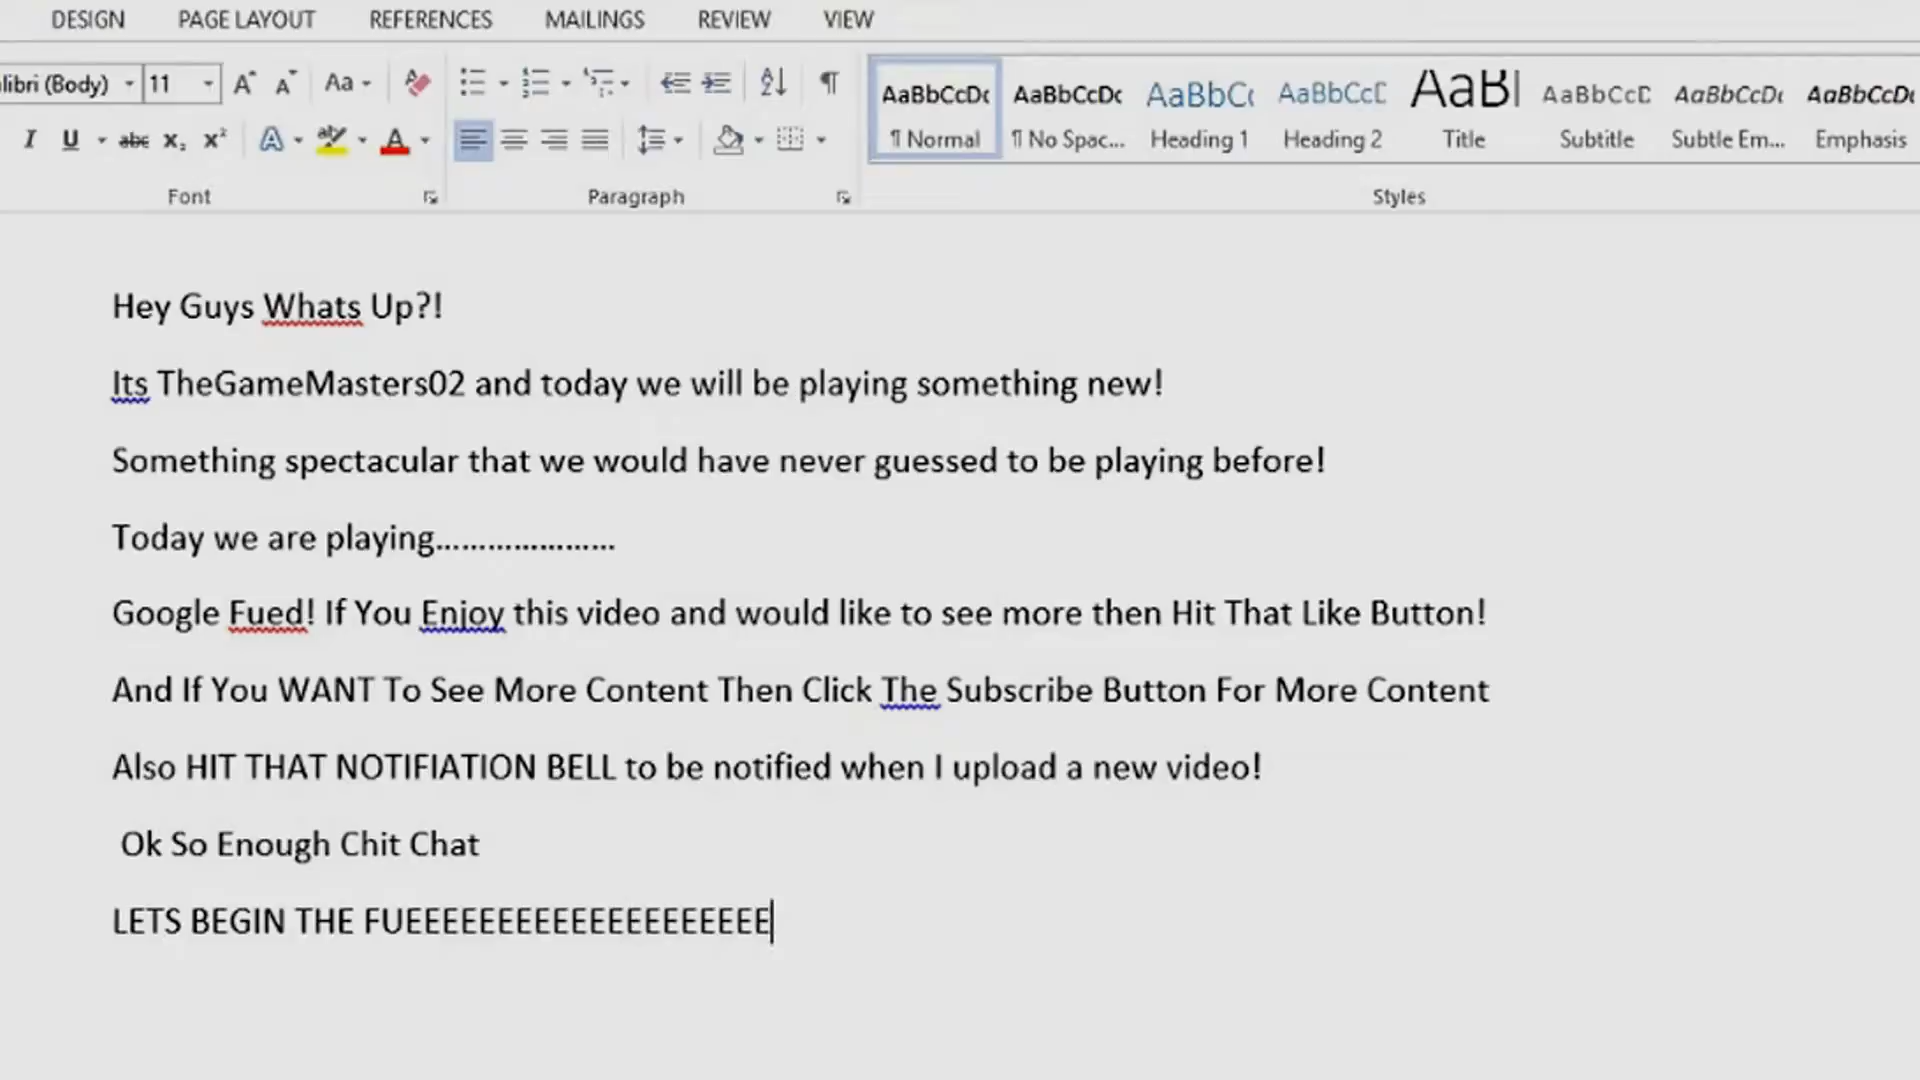 DESIGN PAGE LAYOUT REFERENCES MAILINGS REVIEW VIEW
libri (Body) 11 A A Aa AaBbCcDc AaBbCcDc AaBbCc AaBbCcD AaBl AaBbCcD AaBbCcDc AaBbCcDc
I U abc X₂ X² A aby A ¶ Normal ¶ No Spac... Heading 1 Heading 2 Title Subtitle Subtle Em... Emphasis
Font Paragraph Styles
Hey Guys Whats Up?!
Its TheGameMasters02 and today we will be playing something new!
Something spectacular that we would have never guessed to be playing before!
Today we are playing.....................
Google Fued! If You Enjoy this video and would like to see more then Hit That Like Button!
And If You WANT To See More Content Then Click The Subscribe Button For More Content
Also HIT THAT NOTIFIATION BELL to be notified when I upload a new video!
Ok So Enough Chit Chat
LETS BEGIN THE FUEEEEEEEEEEEEEEEEEEEE